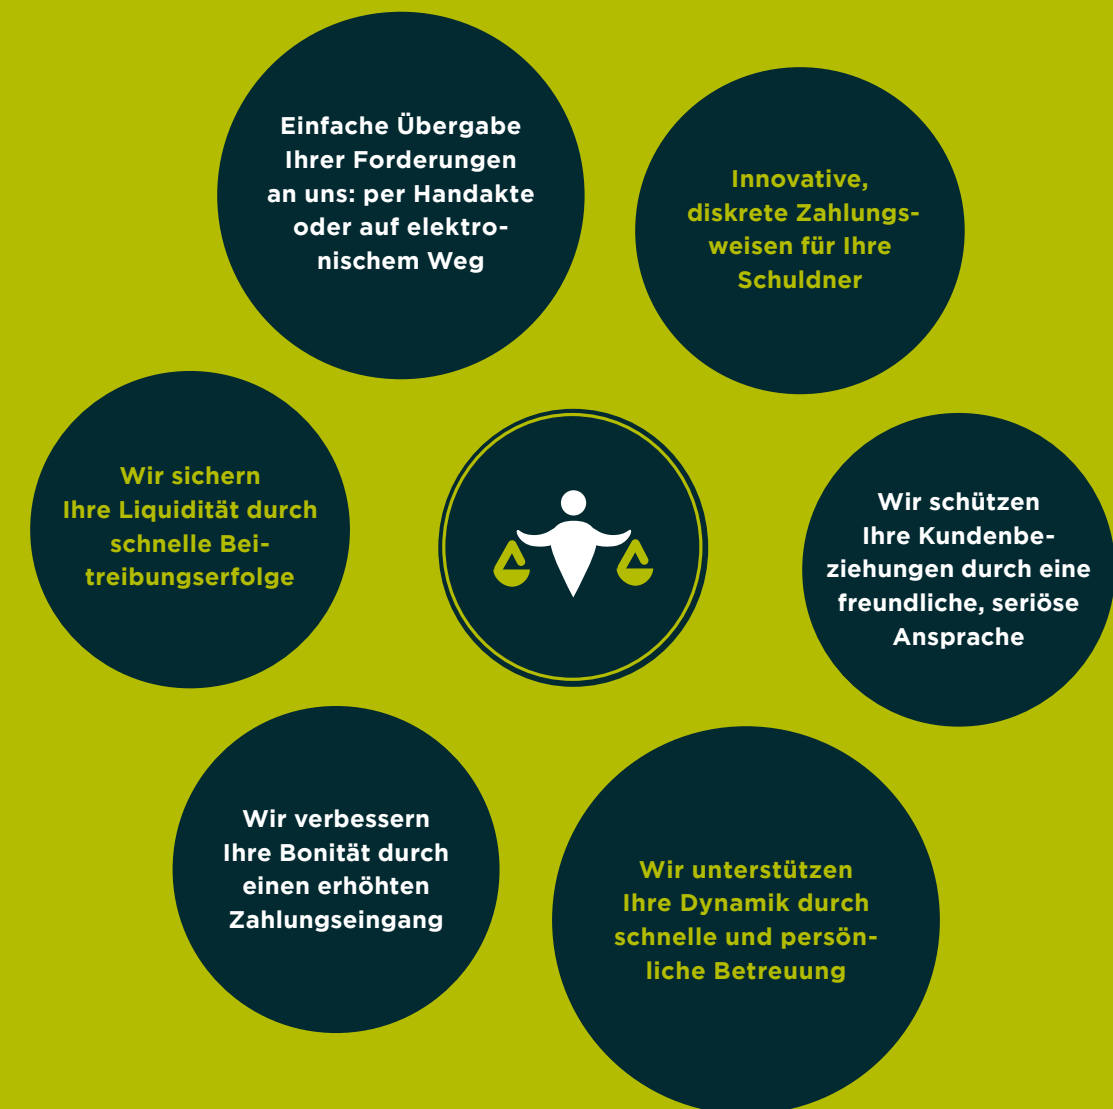 Einfache Übergabe
Ihrer Forderungen
an uns: per Handakte
oder auf elektro-
nischem Weg
Innovative,
diskrete Zahlungs-
weisen für Ihre
Schuldner
Wir sichern
Ihre Liquidität durch
schnelle Bei-
treibungserfolge
Wir schützen
Ihre Kundenbe-
ziehungen durch eine
freundliche, seriöse
Ansprache
Wir verbessern
Ihre Bonität durch
einen erhöhten
Zahlungseingang
Wir unterstützen
Ihre Dynamik durch
schnelle und persön-
liche Betreuung